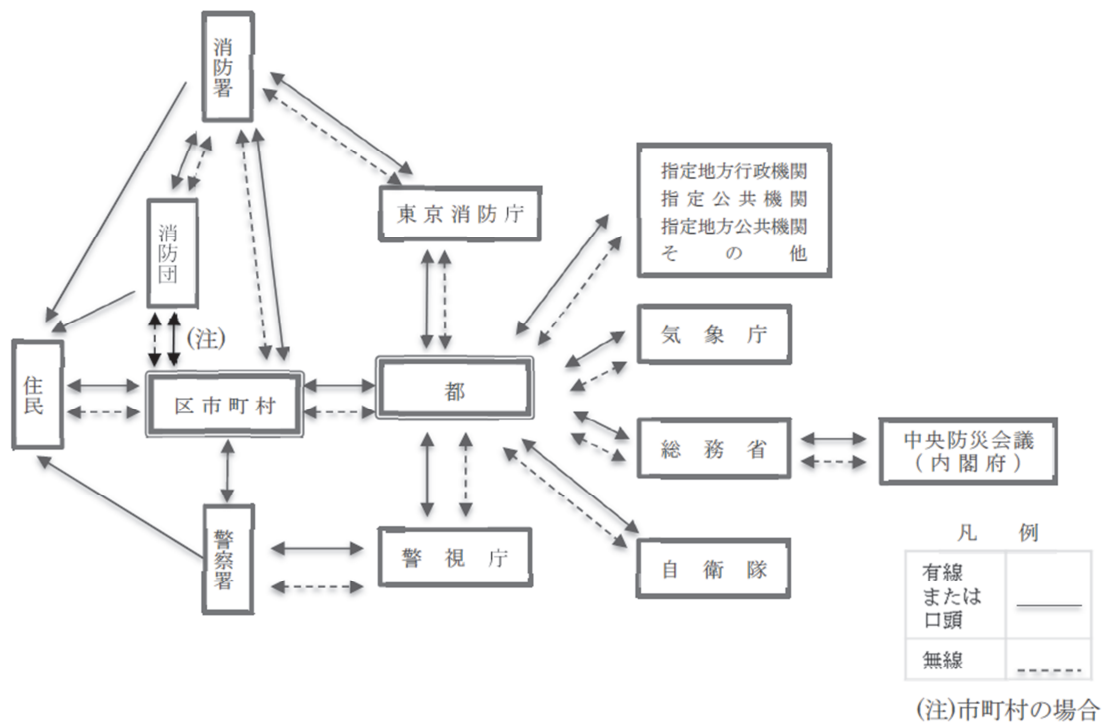 消防署
指定地方行政機関
指定公共機関
指定地方公共機関
その他
東京消防庁
消防団
(注)
気象庁
住民
区市町村
都
総務省
中央防災会議
(内閣府)
警察署
警視庁
自衛隊
凡例
有線
または
口頭
無線
(注)市町村の場合